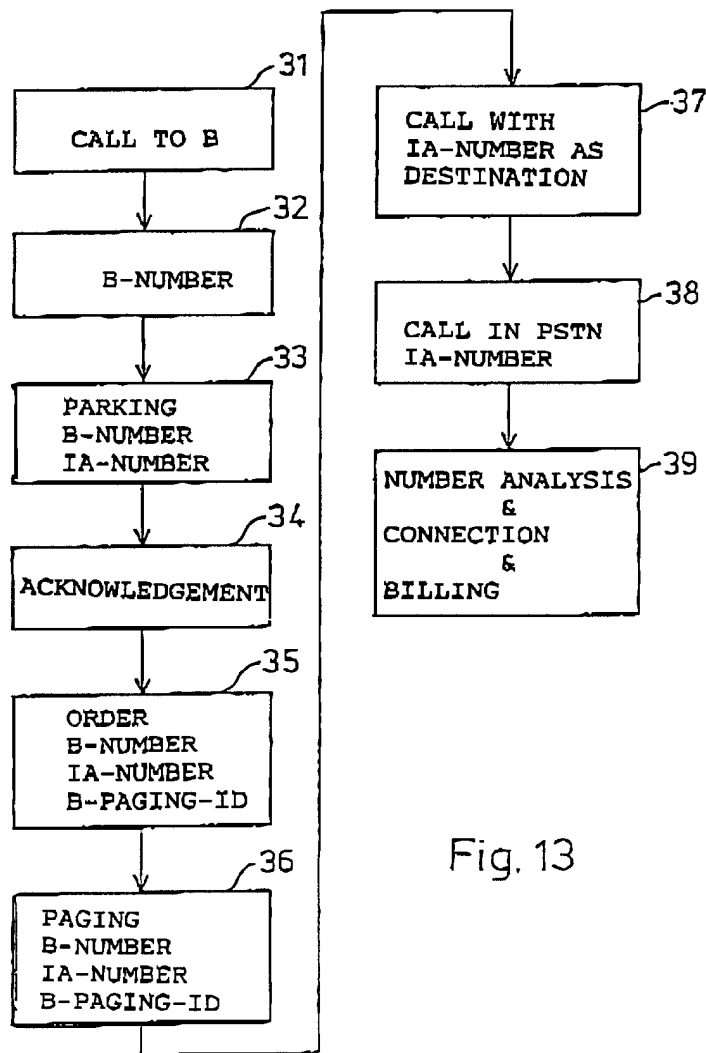 31
CALL TO B
32
B-NUMBER
33
PARKING
B-NUMBER
IA-NUMBER
34
ACKNOWLEDGEMENT
35
ORDER
B-NUMBER
IA-NUMBER
B-PAGING-ID
36
PAGING
B-NUMBER
IA-NUMBER
B-PAGING-ID
37
CALL WITH
IA-NUMBER AS
DESTINATION
38
CALL IN PSTN
IA-NUMBER
39
NUMBER ANALYSIS
&
CONNECTION
&
BILLING
Fig. 13